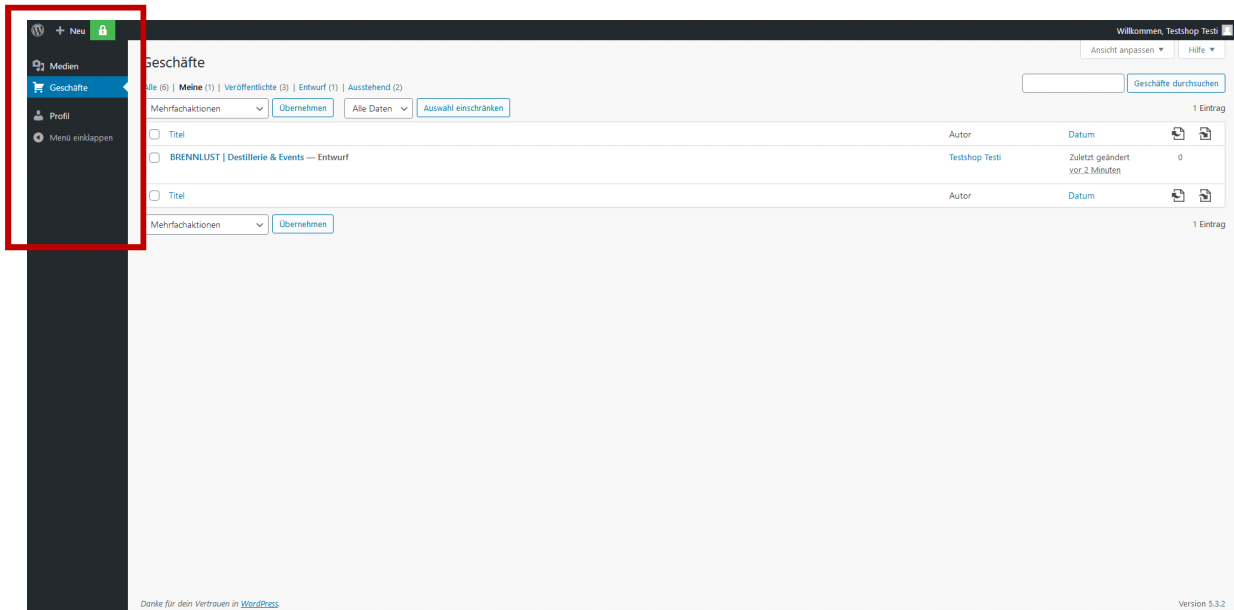 Neu
Willkommen, Testshop Testi
Medien
Geschäfte
Profil
Menü einklappen
Ansicht anpassen
Hilfe
Geschäfte
Alle (6) | Meine (1) | Veröffentlichte (3) | Entwurf (1) | Ausstehend (2)
Geschäfte durchsuchen
Mehrfachaktionen Übernehmen Alle Daten Auswahl einschränken 1 Eintrag
Titel Autor Datum
BRENNLUST | Destillerie & Events — Entwurf Testshop Testi Zuletzt geändert 0
vor 2 Minuten
Titel Autor Datum
Mehrfachaktionen Übernehmen 1 Eintrag
Danke für dein Vertrauen in WordPress. Version 5.3.2